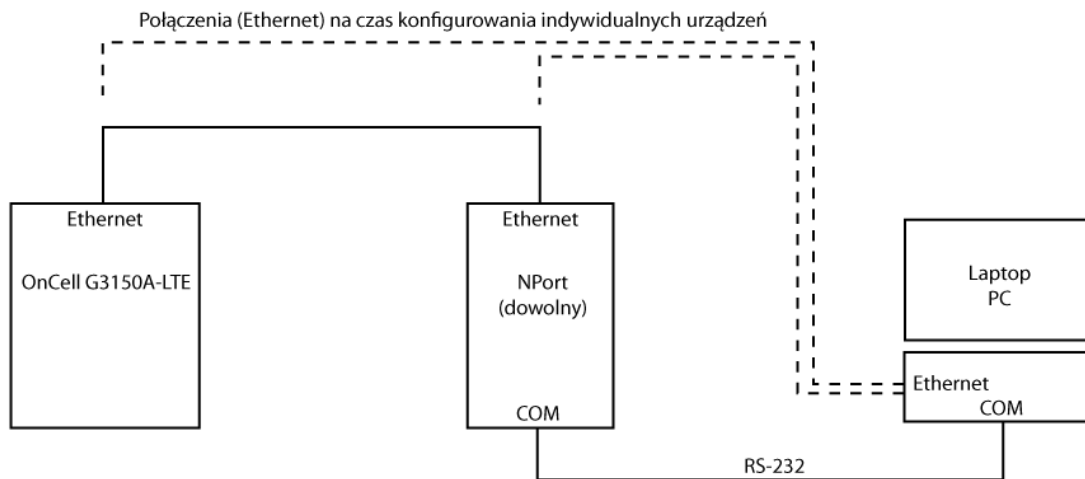 Połączenia (Ethernet) na czas konfigurowania indywidualnych urządzeń
Ethernet
OnCell G3150A-LTE
Ethernet
NPort
(dowolny)
COM
Laptop
PC
Ethernet
COM
RS-232